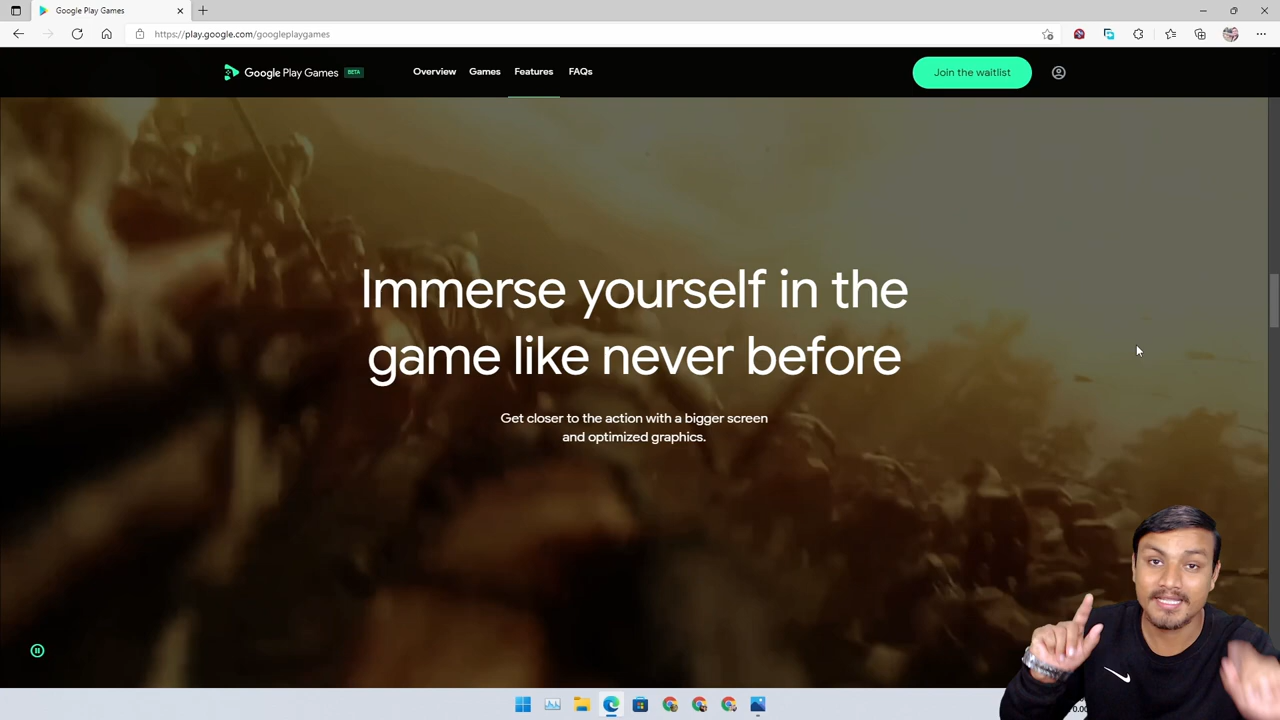 Google Play Games
https://play.google.com/googleplaygames
Google Play Games BETA
Overview
Games
Features
FAQs
Join the waitlist
Immerse yourself in the
game like never before
Get closer to the action with a bigger screen
and optimized graphics.